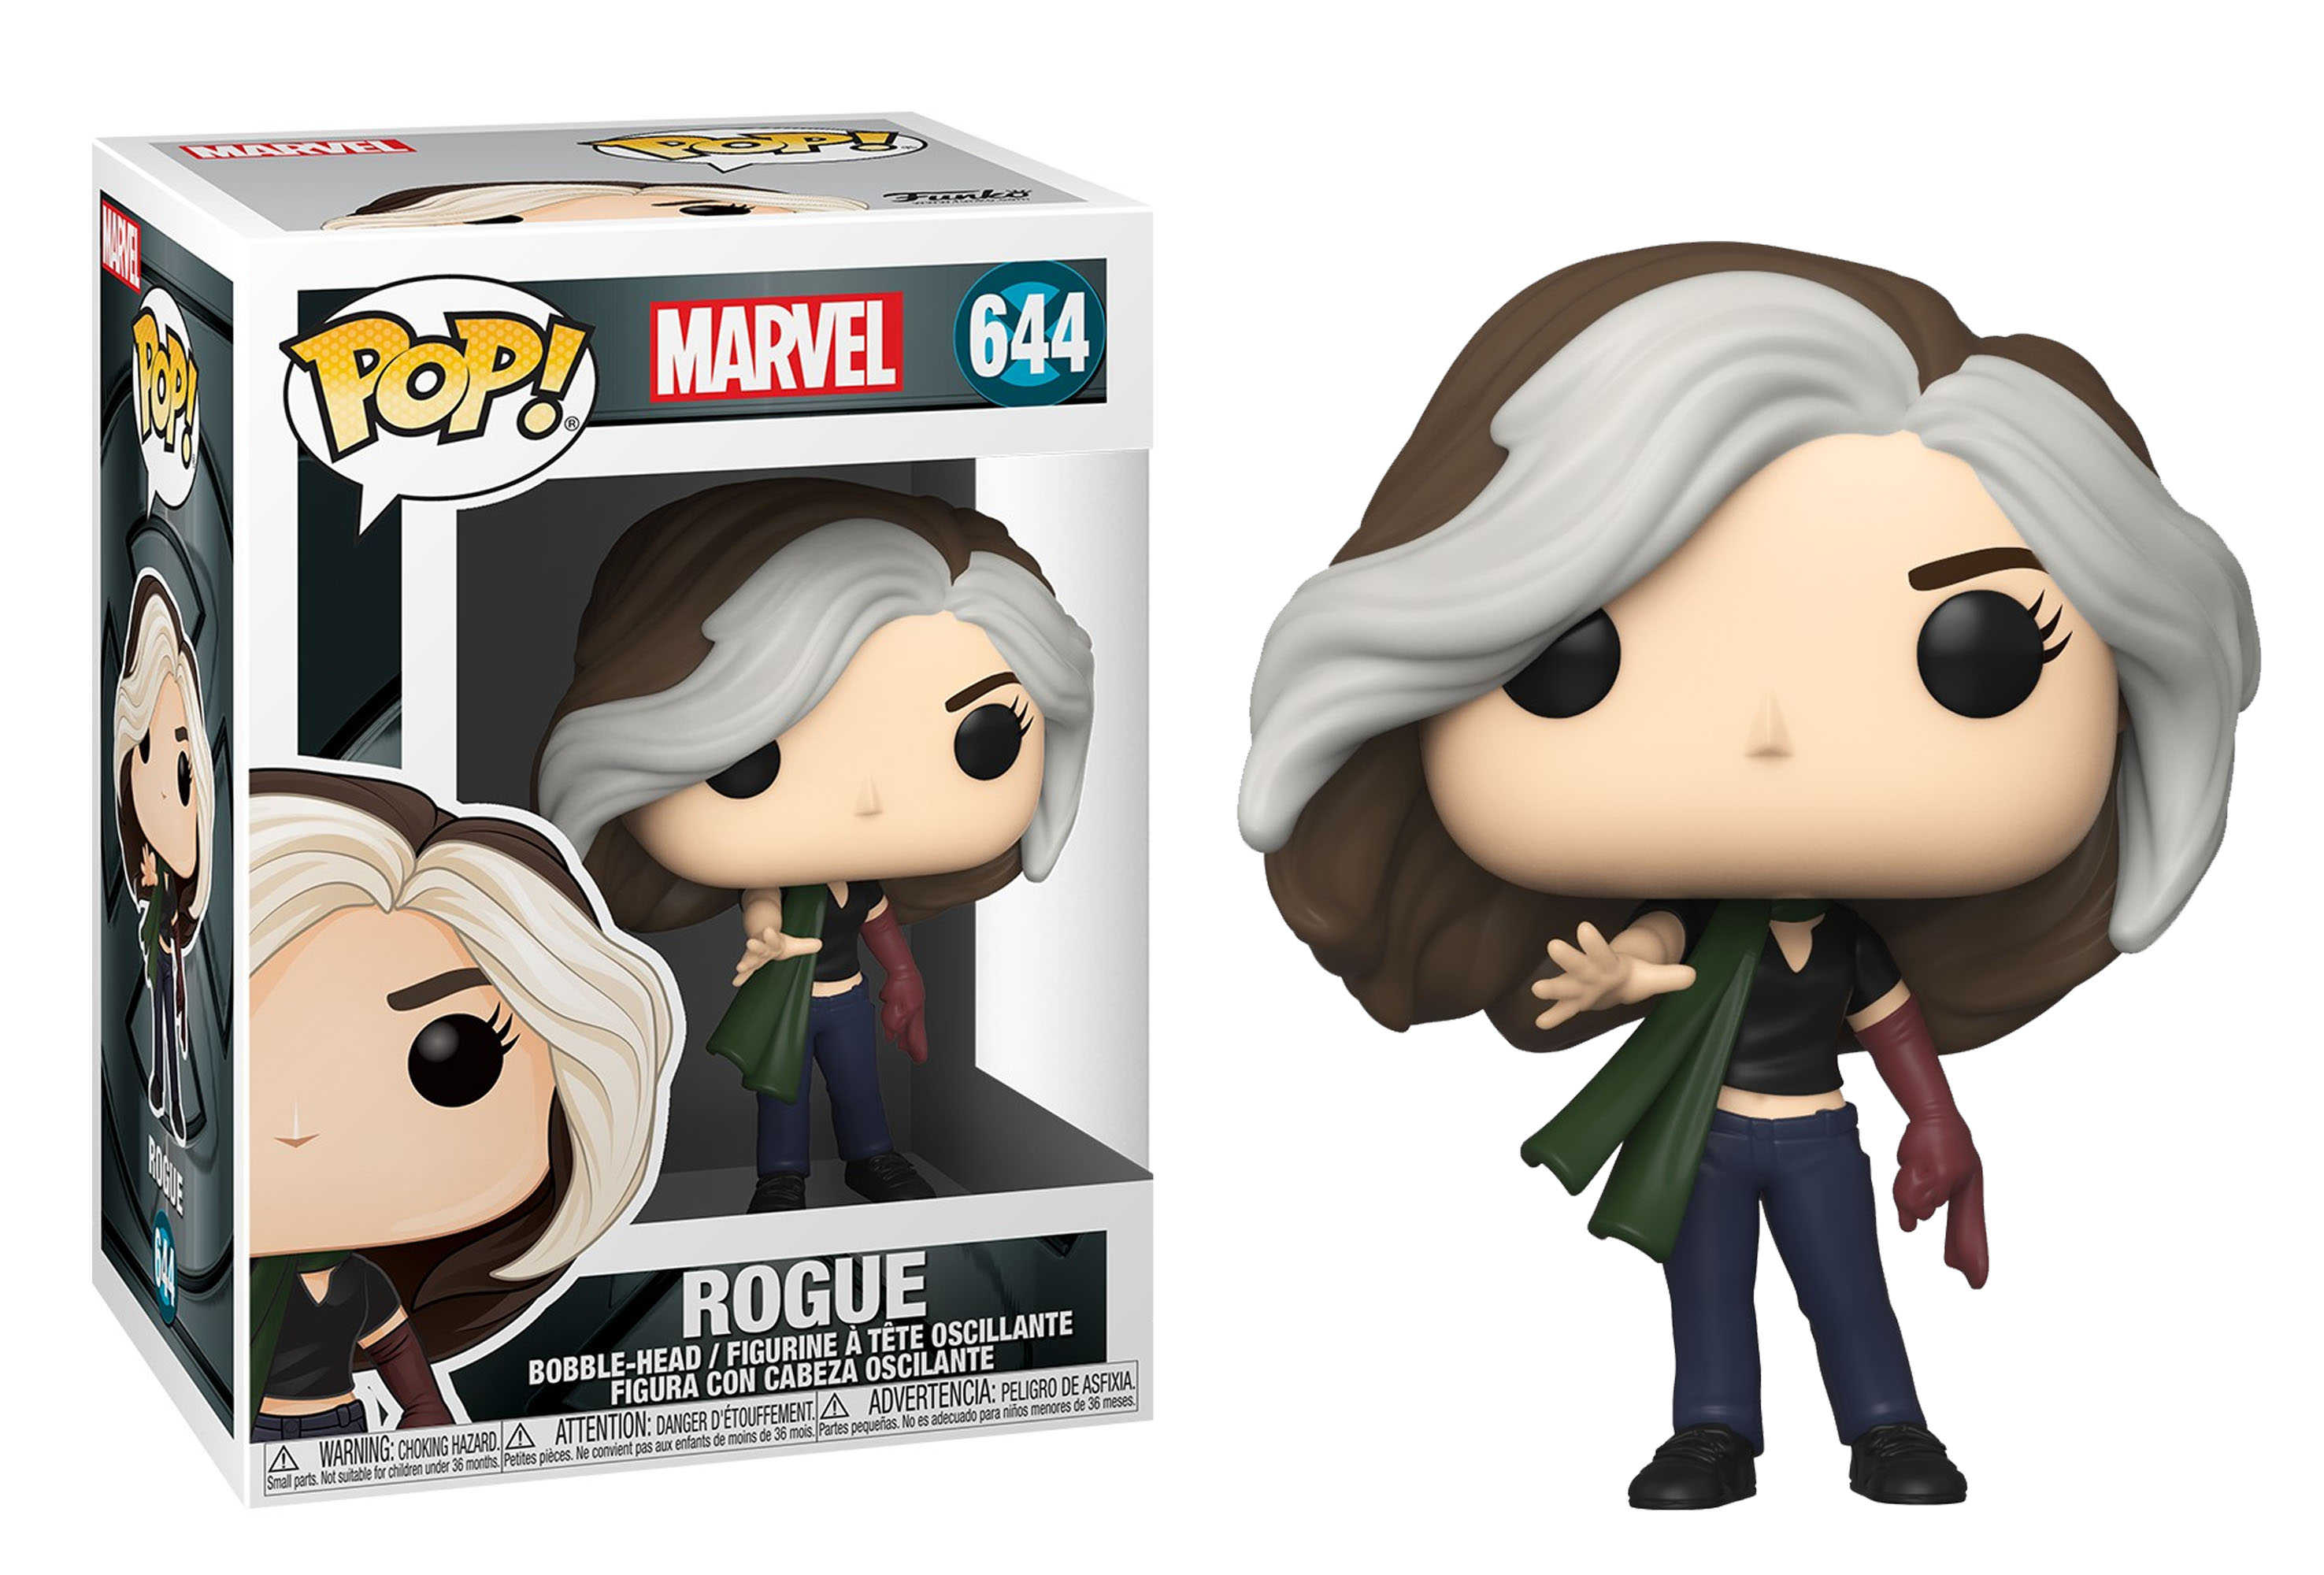 MARVEL
POP!
Funko
MARVEL
POP!
ROGUE
644
POP!®
MARVEL
644
ROGUE
BOBBLE-HEAD / FIGURINE À TÊTE OSCILLANTE
FIGURA CON CABEZA OSCILANTE
WARNING: CHOKING HAZARD.
Small parts. Not suitable for children under 36 months.
ATTENTION: DANGER D'ÉTOUFFEMENT.
Petites pièces. Ne convient pas aux enfants de moins de 36 mois.
ADVERTENCIA: PELIGRO DE ASFIXIA.
Partes pequeñas. No es adecuado para niños menores de 36 meses.